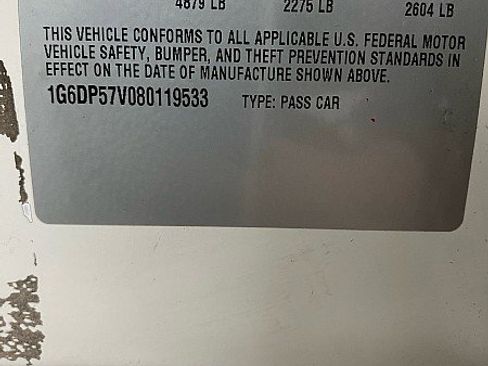 4879 LB 2275 LB 2604 LB
THIS VEHICLE CONFORMS TO ALL APPLICABLE U.S. FEDERAL MOTOR
VEHICLE SAFETY, BUMPER, AND THEFT PREVENTION STANDARDS IN
EFFECT ON THE DATE OF MANUFACTURE SHOWN ABOVE.
1G6DP57V080119533 TYPE: PASS CAR